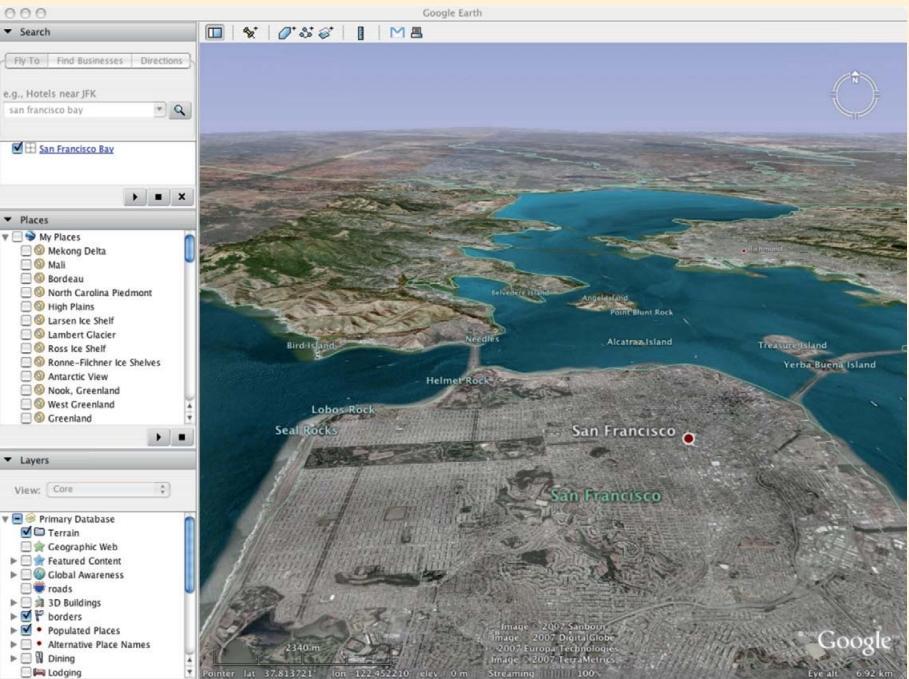 Google Earth
Search
Fly To Find Businesses Directions
e.g., Hotels near JFK
san francisco bay
San Francisco Bay
Places
My Places
Mekong Delta
Mali
Bordeau
North Carolina Piedmont
High Plains
Larsen Ice Shelf
Lambert Glacier
Ross Ice Shelf
Ronne-Filchner Ice Shelves
Antarctic View
Nook, Greenland
West Greenland
Greenland
Layers
View: Core
Primary Database
Terrain
Geographic Web
Featured Content
Global Awareness
roads
3D Buildings
borders
Populated Places
Alternative Place Names
Dining
Lodging
N
Richmond
Belvedere Island
Angel Island
Point Blunt Rock
Bird Island
Needles
Alcatraz Island
Treasure Island
Yerba Buena Island
Helmet Rock
Lobos Rock
Seal Rocks
San Francisco
San Francisco
Image © 2007 Sanborn
Image © 2007 DigitalGlobe
© 2007 Europa Technologies
Image © 2007 TerraMetrics
2340 m
Google
Pointer lat 37.813721° lon -122.452210° elev 0 m Streaming 100% Eye alt 6.92 km